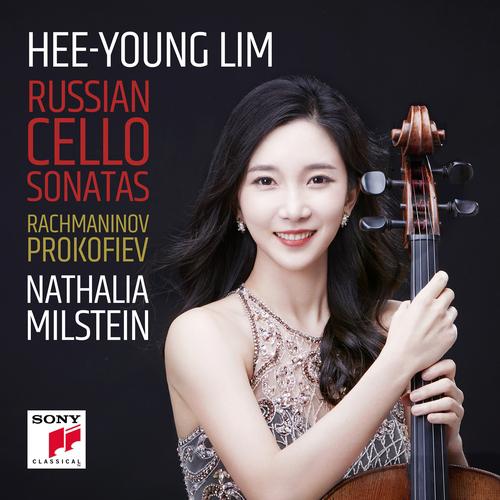 HEE-YOUNG LIM
RUSSIAN
CELLO
SONATAS
RACHMANINOV
PROKOFIEV
NATHALIA
MILSTEIN
SONY
CLASSICAL